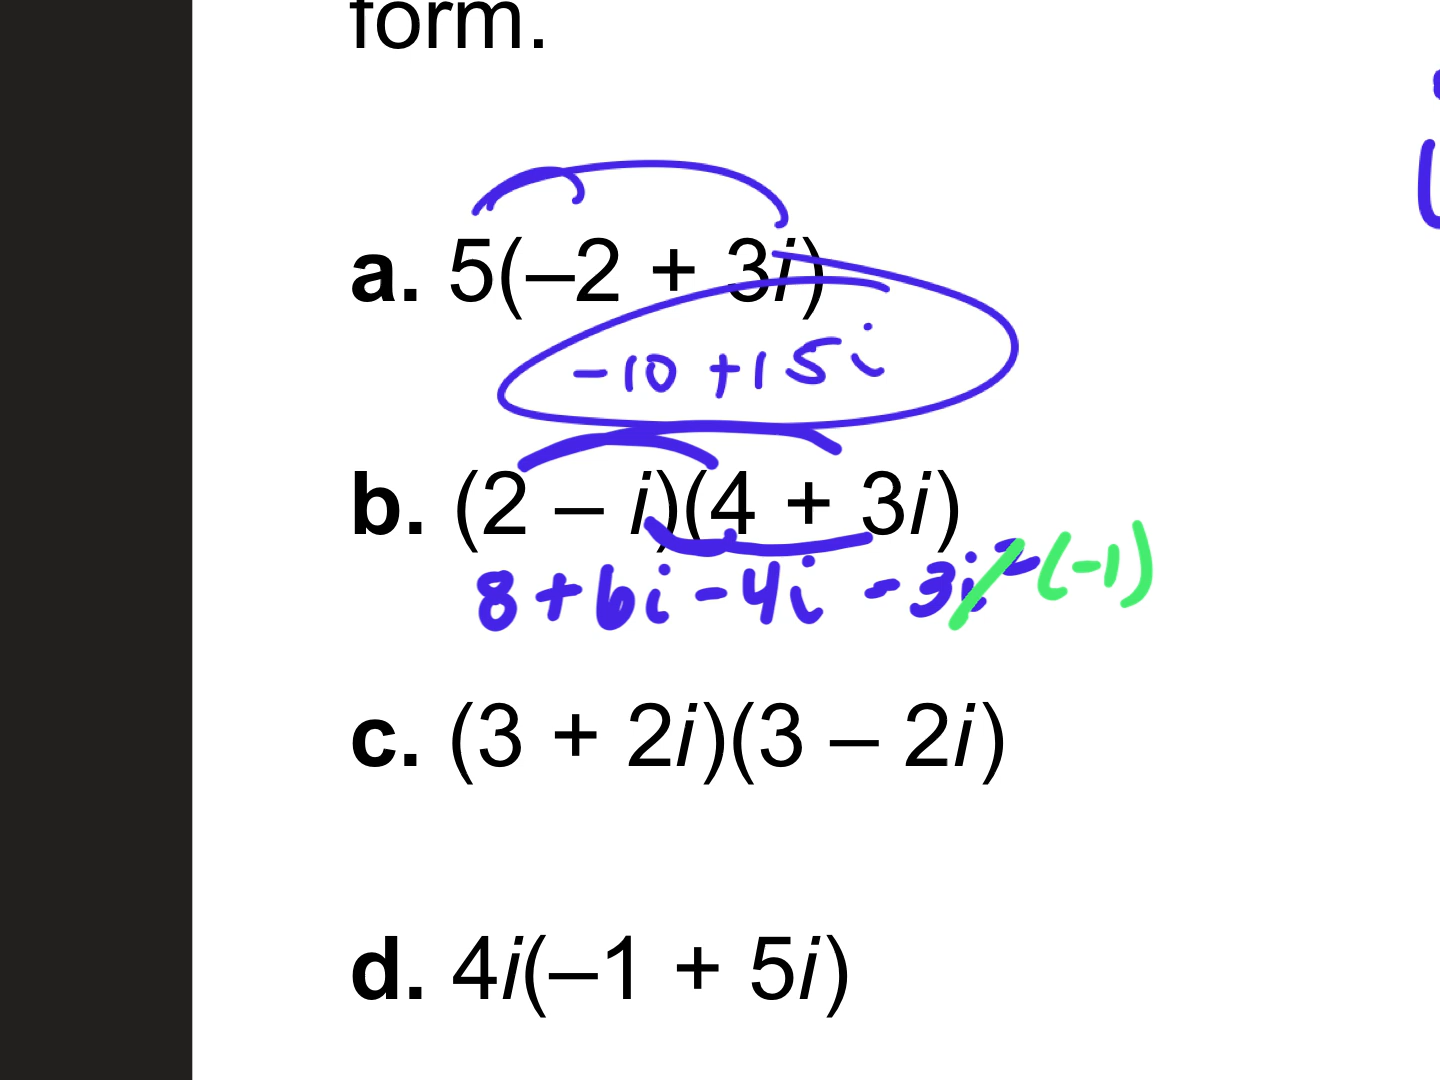 form.
a. 5(–2 + 3i)
-10 +15i
b. (2 – i)(4 + 3i)
8 + 6i - 4i - 3i² (-1)
c. (3 + 2i)(3 – 2i)
d. 4i(–1 + 5i)